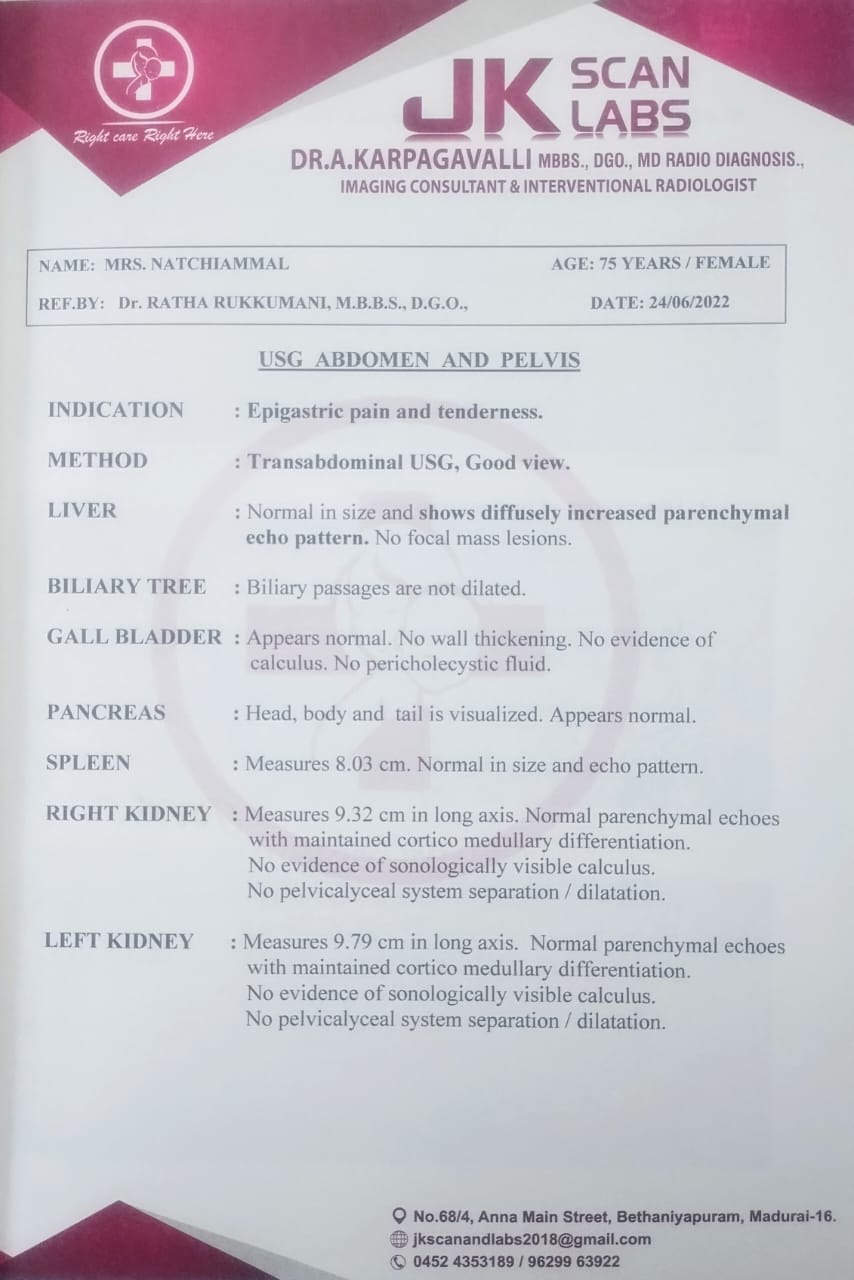 Right care Right Here
JK SCAN LABS
DR.A.KARPAGAVALLI MBBS., DGO., MD RADIO DIAGNOSIS.,
IMAGING CONSULTANT & INTERVENTIONAL RADIOLOGIST
NAME: MRS. NATCHIAMMAL AGE: 75 YEARS / FEMALE
REF.BY: Dr. RATHA RUKKUMANI, M.B.B.S., D.G.O., DATE: 24/06/2022
USG ABDOMEN AND PELVIS
INDICATION : Epigastric pain and tenderness.
METHOD : Transabdominal USG, Good view.
LIVER : Normal in size and shows diffusely increased parenchymal
echo pattern. No focal mass lesions.
BILIARY TREE : Biliary passages are not dilated.
GALL BLADDER : Appears normal. No wall thickening. No evidence of
calculus. No pericholecystic fluid.
PANCREAS : Head, body and tail is visualized. Appears normal.
SPLEEN : Measures 8.03 cm. Normal in size and echo pattern.
RIGHT KIDNEY : Measures 9.32 cm in long axis. Normal parenchymal echoes
with maintained cortico medullary differentiation.
No evidence of sonologically visible calculus.
No pelvicalyceal system separation / dilatation.
LEFT KIDNEY : Measures 9.79 cm in long axis. Normal parenchymal echoes
with maintained cortico medullary differentiation.
No evidence of sonologically visible calculus.
No pelvicalyceal system separation / dilatation.
No.68/4, Anna Main Street, Bethaniyapuram, Madurai-16.
jkscanandlabs2018@gmail.com
0452 4353189 / 96299 63922